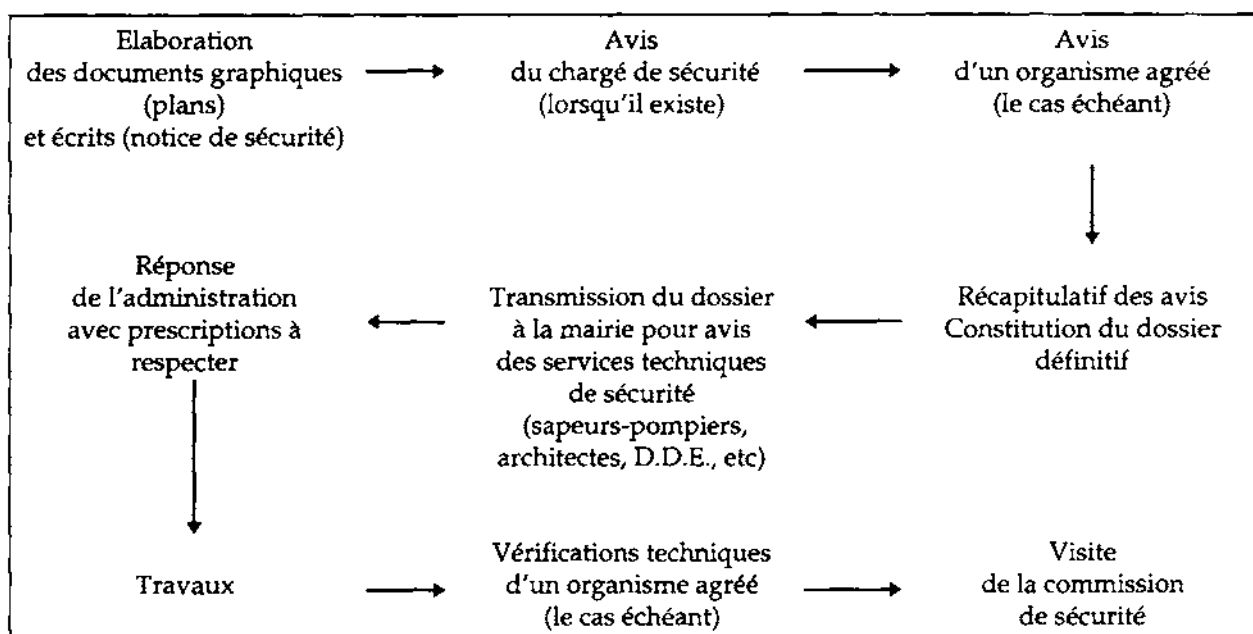 Elaboration
des documents graphiques
(plans)
et écrits (notice de sécurité)
Avis
du chargé de sécurité
(lorsqu'il existe)
Avis
d'un organisme agréé
(le cas échéant)
Récapitulatif des avis
Constitution du dossier
définitif
Transmission du dossier
à la mairie pour avis
des services techniques
de sécurité
(sapeurs-pompiers,
architectes, D.D.E., etc)
Réponse
de l'administration
avec prescriptions à
respecter
Travaux
Vérifications techniques
d'un organisme agréé
(le cas échéant)
Visite
de la commission
de sécurité